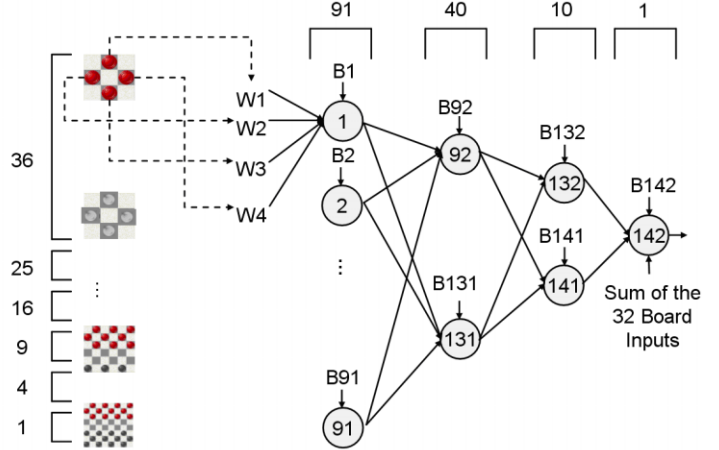 91 40 10 1
B1
W1
B92
1
W2
B132
36
B2
92
W3
132
B142
2
W4
B141
142
25
...
...
B131
141
Sum of the
32 Board
Inputs
16
9
131
4
B91
1
91